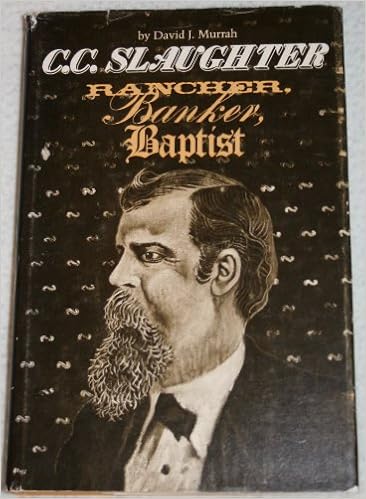 by David J. Murrah
C.C. SLAUGHTER
RANCHER,
Banker,
Baptist